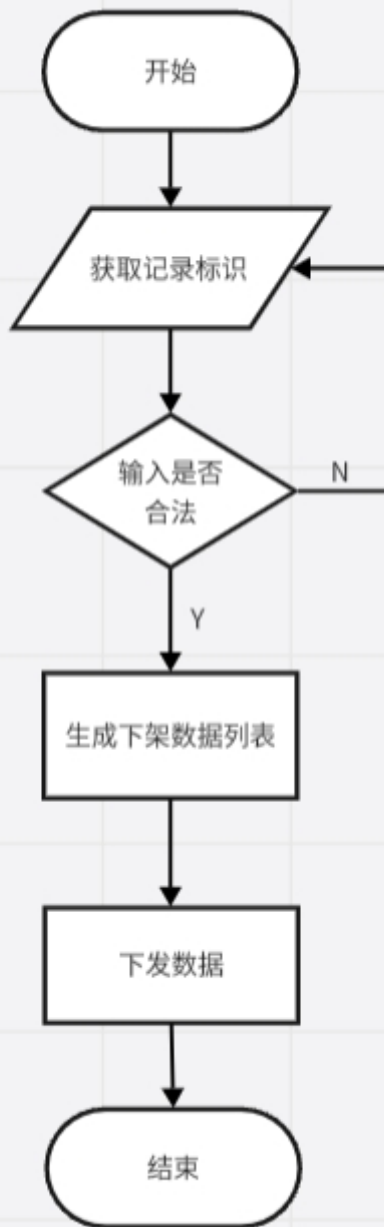 开始
获取记录标识
输入是否
合法
N
Y
生成下架数据列表
下发数据
结束